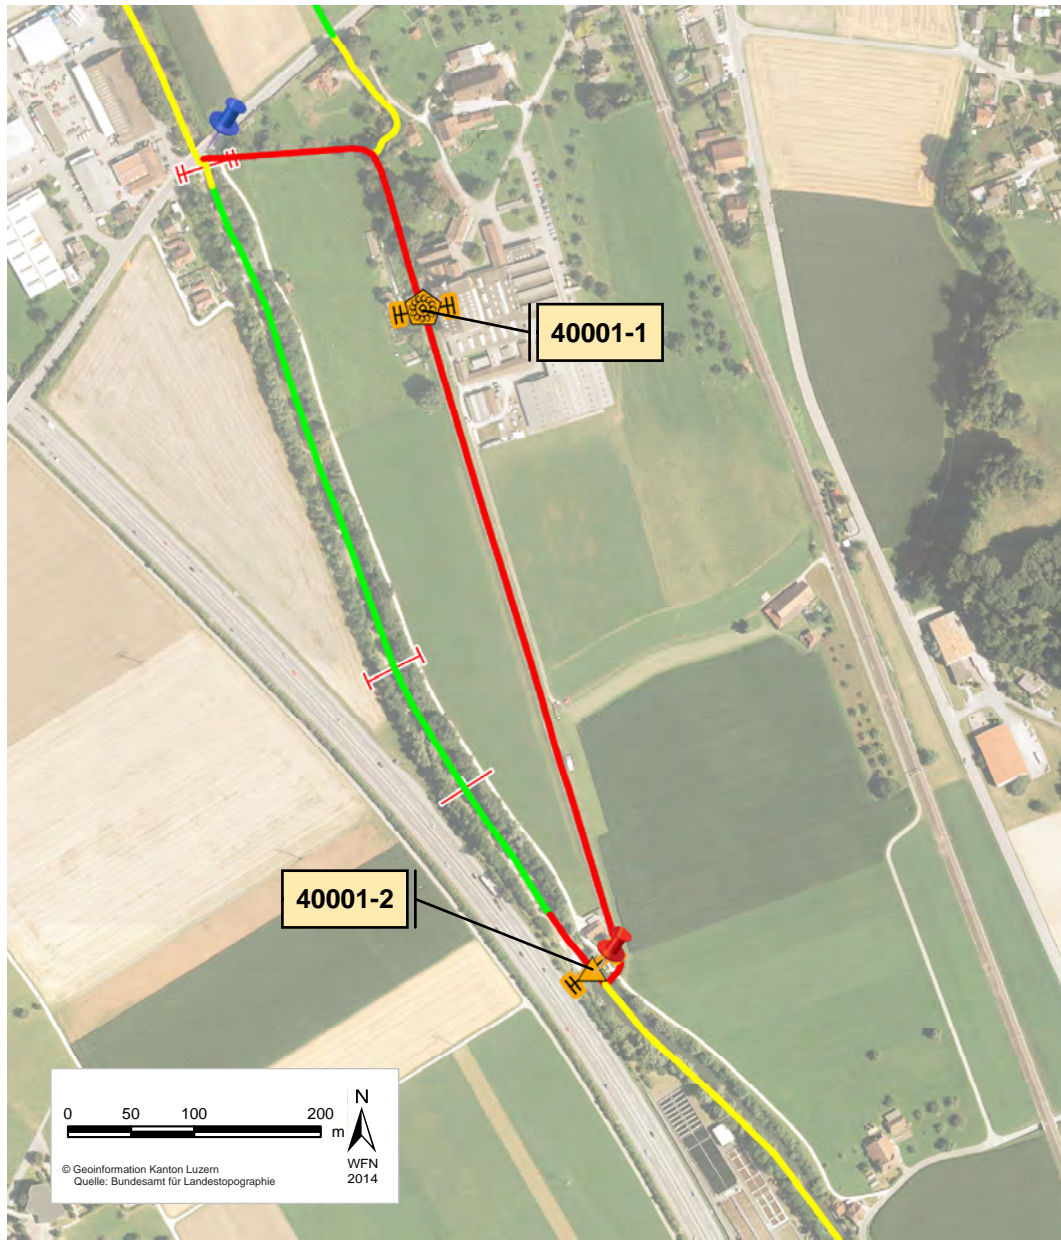 40001-1
40001-2
0 50 100 200
m
N
WFN
2014
© Geoinformation Kanton Luzern
Quelle: Bundesamt für Landestopographie